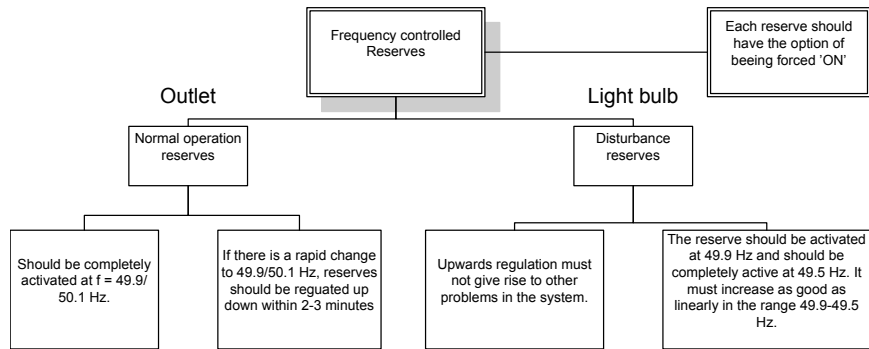 Frequency controlled
Reserves
Each reserve should
have the option of
beeing forced 'ON'
Outlet
Light bulb
Normal operation
reserves
Disturbance
reserves
Should be completely
activated at f = 49.9/
50.1 Hz.
If there is a rapid change
to 49.9/50.1 Hz, reserves
should be reguated up
down within 2-3 minutes
Upwards regulation must
not give rise to other
problems in the system.
The reserve should be activated
at 49.9 Hz and should be
completely active at 49.5 Hz. It
must increase as good as
linearly in the range 49.9-49.5
Hz.